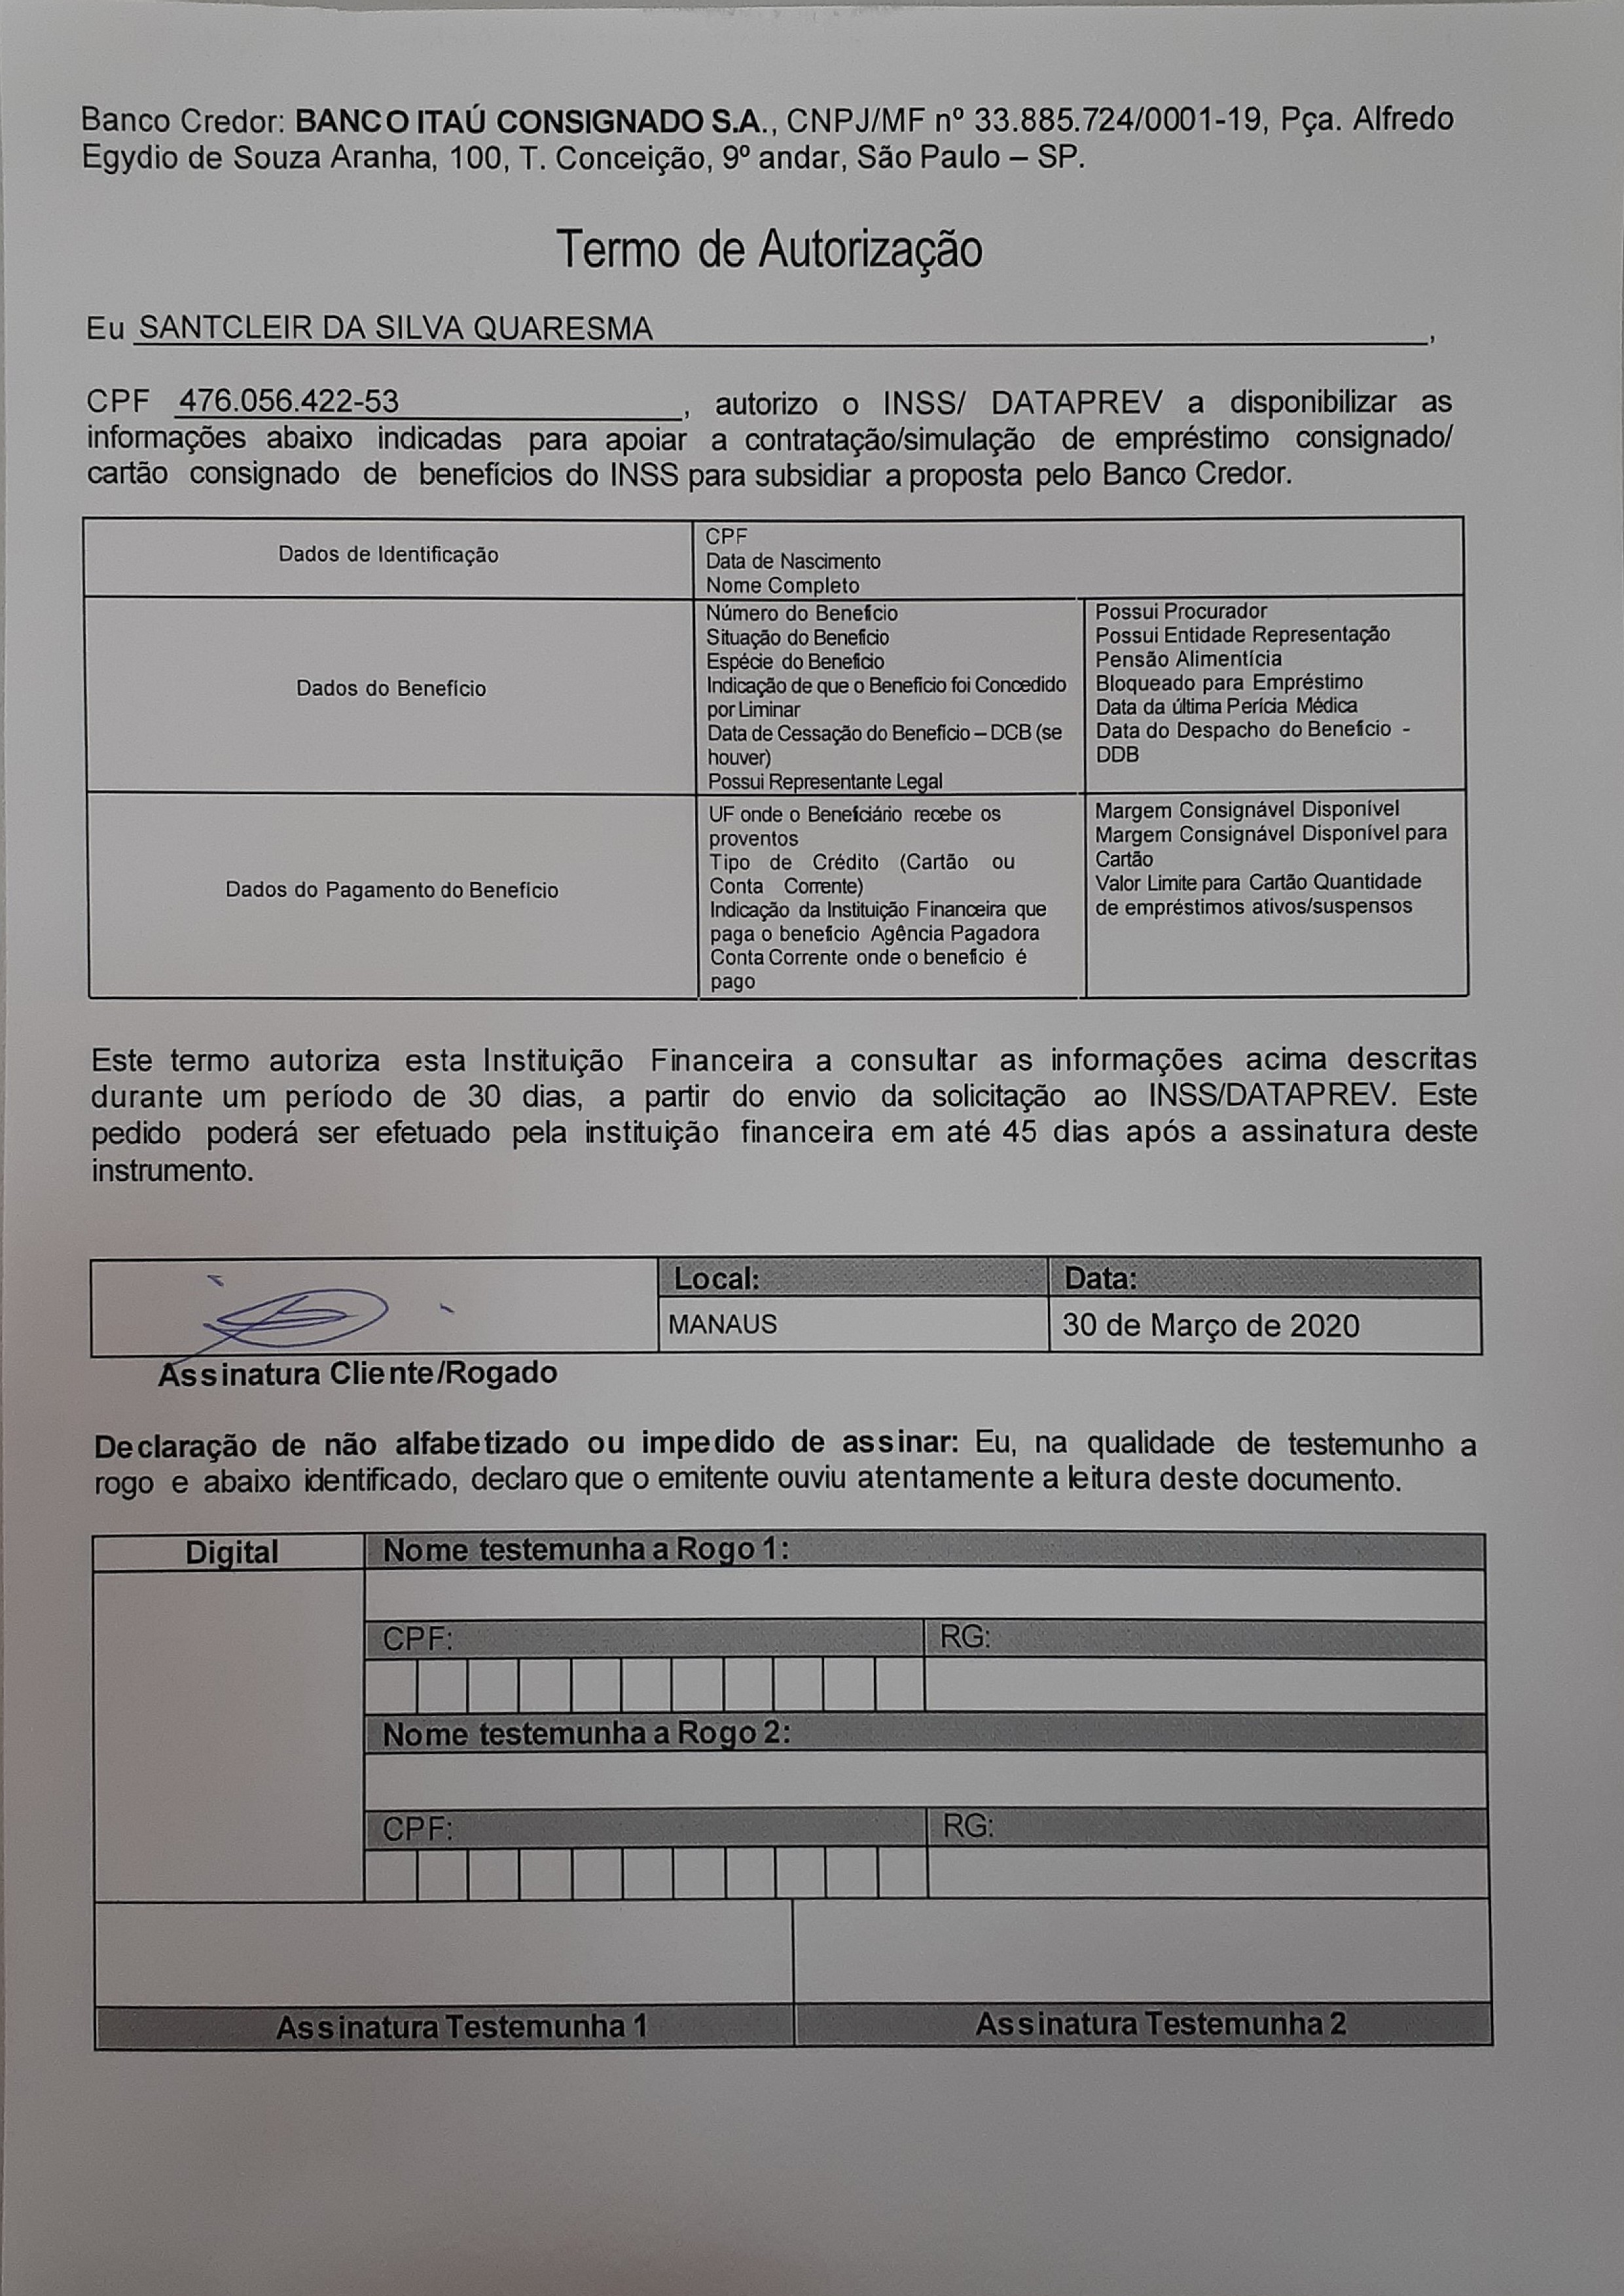 Banco Credor: BANCO ITAÚ CONSIGNADO S.A., CNPJ/MF nº 33.885.724/0001-19, Pça. Alfredo
Egydio de Souza Aranha, 100, T. Conceição, 9º andar, São Paulo – SP.
Termo de Autorização
Eu SANTCLEIR DA SILVA QUARESMA,
CPF 476.056.422-53, autorizo o INSS/ DATAPREV a disponibilizar as
informações abaixo indicadas para apoiar a contratação/simulação de empréstimo consignado/
cartão consignado de benefícios do INSS para subsidiar a proposta pelo Banco Credor.
Dados de Identificação
CPF
Data de Nascimento
Nome Completo
Dados do Benefício
Número do Benefício
Situação do Benefício
Espécie do Benefício
Indicação de que o Benefício foi Concedido
por Liminar
Data de Cessação do Benefício – DCB (se
houver)
Possui Representante Legal
Possui Procurador
Possui Entidade Representação
Pensão Alimentícia
Bloqueado para Empréstimo
Data da última Perícia Médica
Data do Despacho do Benefício -
DDB
Dados do Pagamento do Benefício
UF onde o Beneficiário recebe os
proventos
Tipo de Crédito (Cartão ou
Conta Corrente)
Indicação da Instituição Financeira que
paga o benefício Agência Pagadora
Conta Corrente onde o benefício é
pago
Margem Consignável Disponível
Margem Consignável Disponível para
Cartão
Valor Limite para Cartão Quantidade
de empréstimos ativos/suspensos
Este termo autoriza esta Instituição Financeira a consultar as informações acima descritas
durante um período de 30 dias, a partir do envio da solicitação ao INSS/DATAPREV. Este
pedido poderá ser efetuado pela instituição financeira em até 45 dias após a assinatura deste
instrumento.
Local:
Data:
MANAUS
30 de Março de 2020
Assinatura Cliente/Rogado
Declaração de não alfabetizado ou impedido de assinar: Eu, na qualidade de testemunho a
rogo e abaixo identificado, declaro que o emitente ouviu atentamente a leitura deste documento.
Digital
Nome testemunha a Rogo 1:
CPF:
RG:
Nome testemunha a Rogo 2:
CPF:
RG:
Assinatura Testemunha 1
Assinatura Testemunha 2